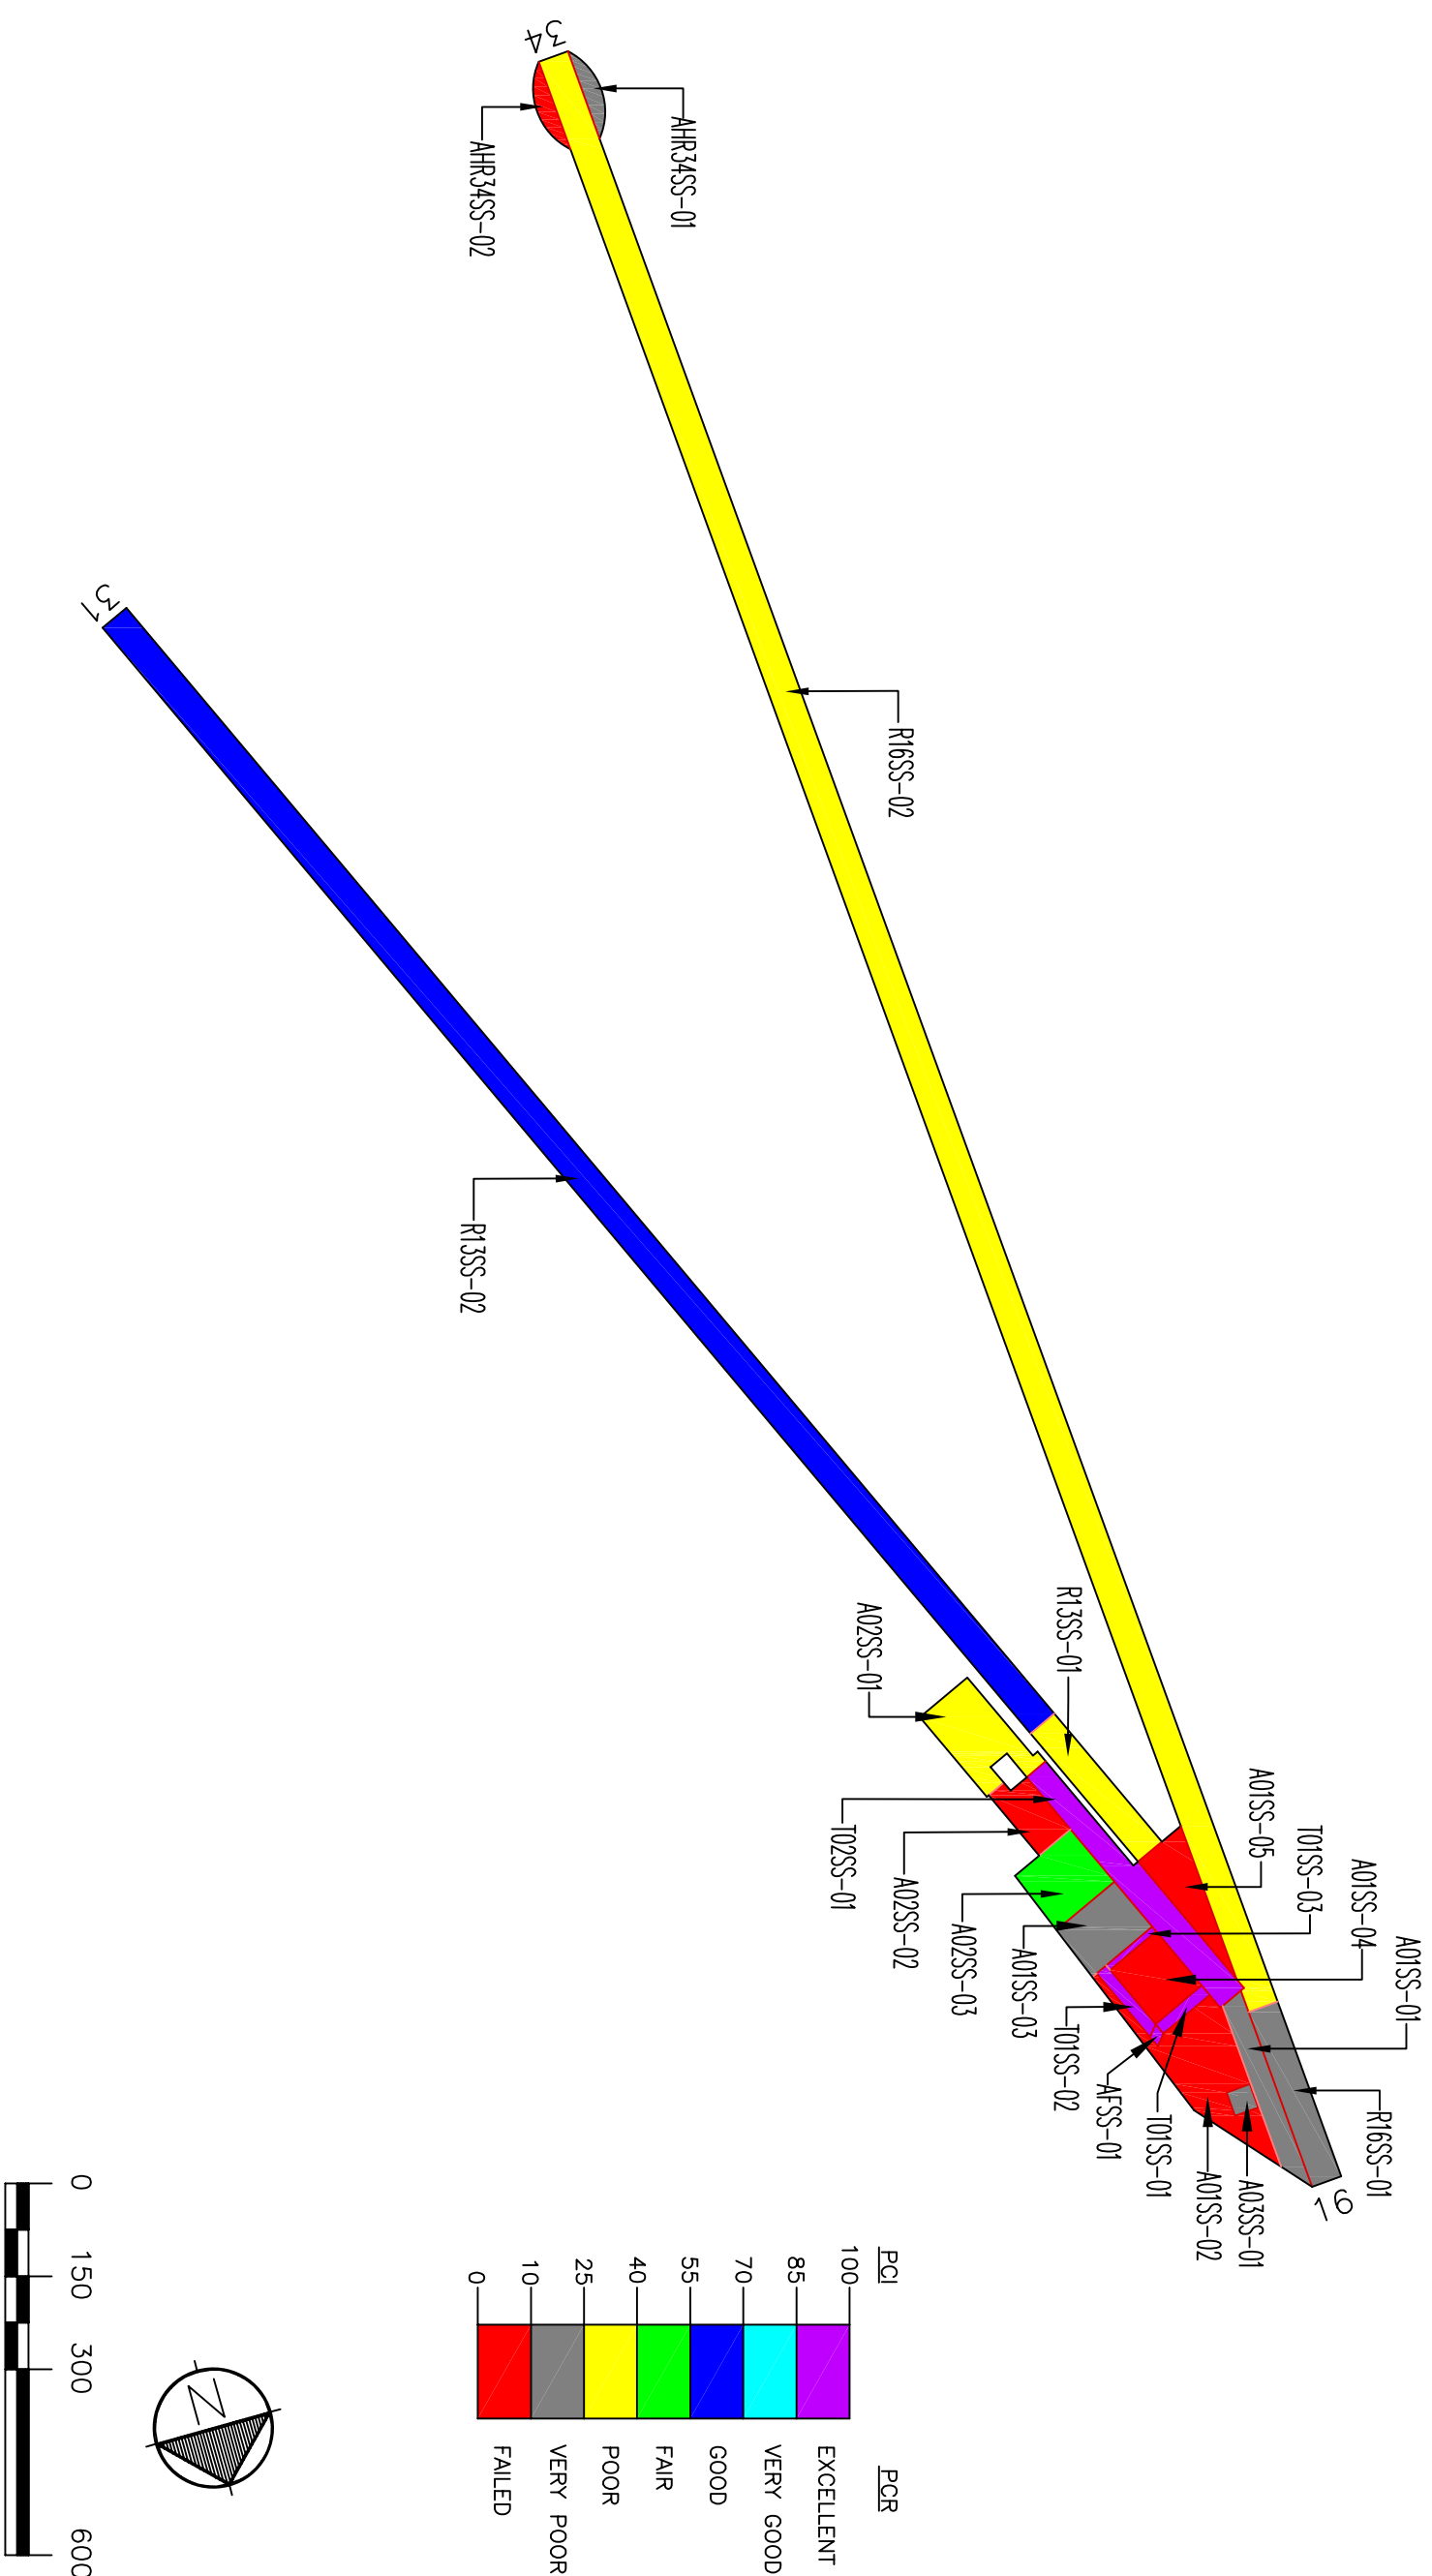 34
AHR34SS-01
AHR34SS-02
31
R16SS-02
R13SS-02
R13SS-01
A02SS-01
A01SS-05
T01SS-03
A01SS-04
A01SS-01
T02SS-01
A02SS-02
A02SS-03
A01SS-03
T01SS-02
AFSS-01
T01SS-01
A01SS-02
A03SS-01
R16SS-01
16
PCI
PCR
100
EXCELLENT
85
VERY GOOD
70
GOOD
55
FAIR
40
POOR
25
VERY POOR
10
FAILED
0
N
0 150 300 600